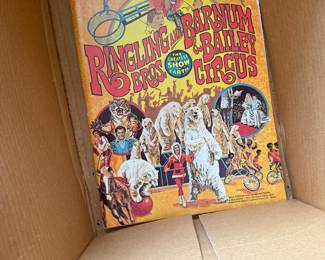 RINGLING AND BARNUM
BROS. & BAILEY
THE GREATEST
SHOW ON
EARTH
CIRCUS